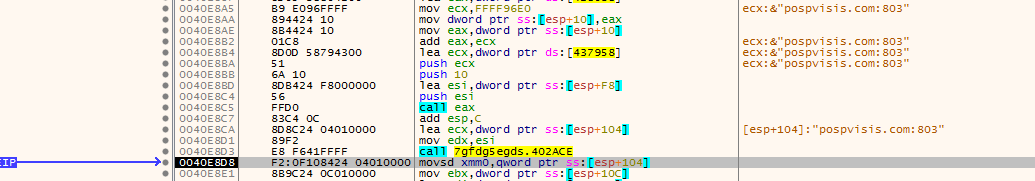 0040E8A5 B9 E096FFFF mov ecx,FFFF96E0 ecx:&"pospvisis.com:803"
0040E8AA 894424 10 mov dword ptr ss:[esp+10],eax
0040E8AE 8B4424 10 mov eax,dword ptr ss:[esp+10]
0040E8B2 01C8 add eax,ecx ecx:&"pospvisis.com:803"
0040E8B4 8D0D 58794300 lea ecx,dword ptr ds:[437958] ecx:&"pospvisis.com:803"
0040E8BA 51 push ecx ecx:&"pospvisis.com:803"
0040E8BB 6A 10 push 10
0040E8BD 8DB424 F8000000 lea esi,dword ptr ss:[esp+F8]
0040E8C4 56 push esi
0040E8C5 FFD0 call eax
0040E8C7 83C4 0C add esp,C
0040E8CA 8D8C24 04010000 lea ecx,dword ptr ss:[esp+104] [esp+104]:"pospvisis.com:803"
0040E8D1 89F2 mov edx,esi
0040E8D3 E8 F641FFFF call 7gfdg5egds.402ACE
EIP 0040E8D8 F2:0F108424 04010000 movsd xmm0,qword ptr ss:[esp+104]
0040E8E1 8B9C24 0C010000 mov ebx,dword ptr ss:[esp+10C]